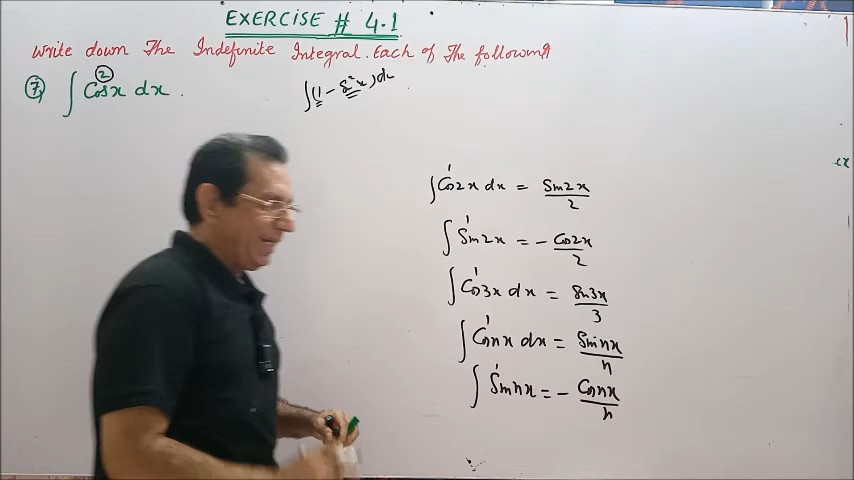 EXERCISE # 4.1
Write down The Indefinite Integral. Each of The following
7) ∫ Cos²x dx.
∫(1 - S²x) dx
∫Cos2x dx = Sin2x/2
∫ Sin2x = - Cos2x/2
∫ Cos3x dx = Sin3x/3
∫ Cosnx dx = Sinnx/n
∫ Sinnx = - Cosnx/n